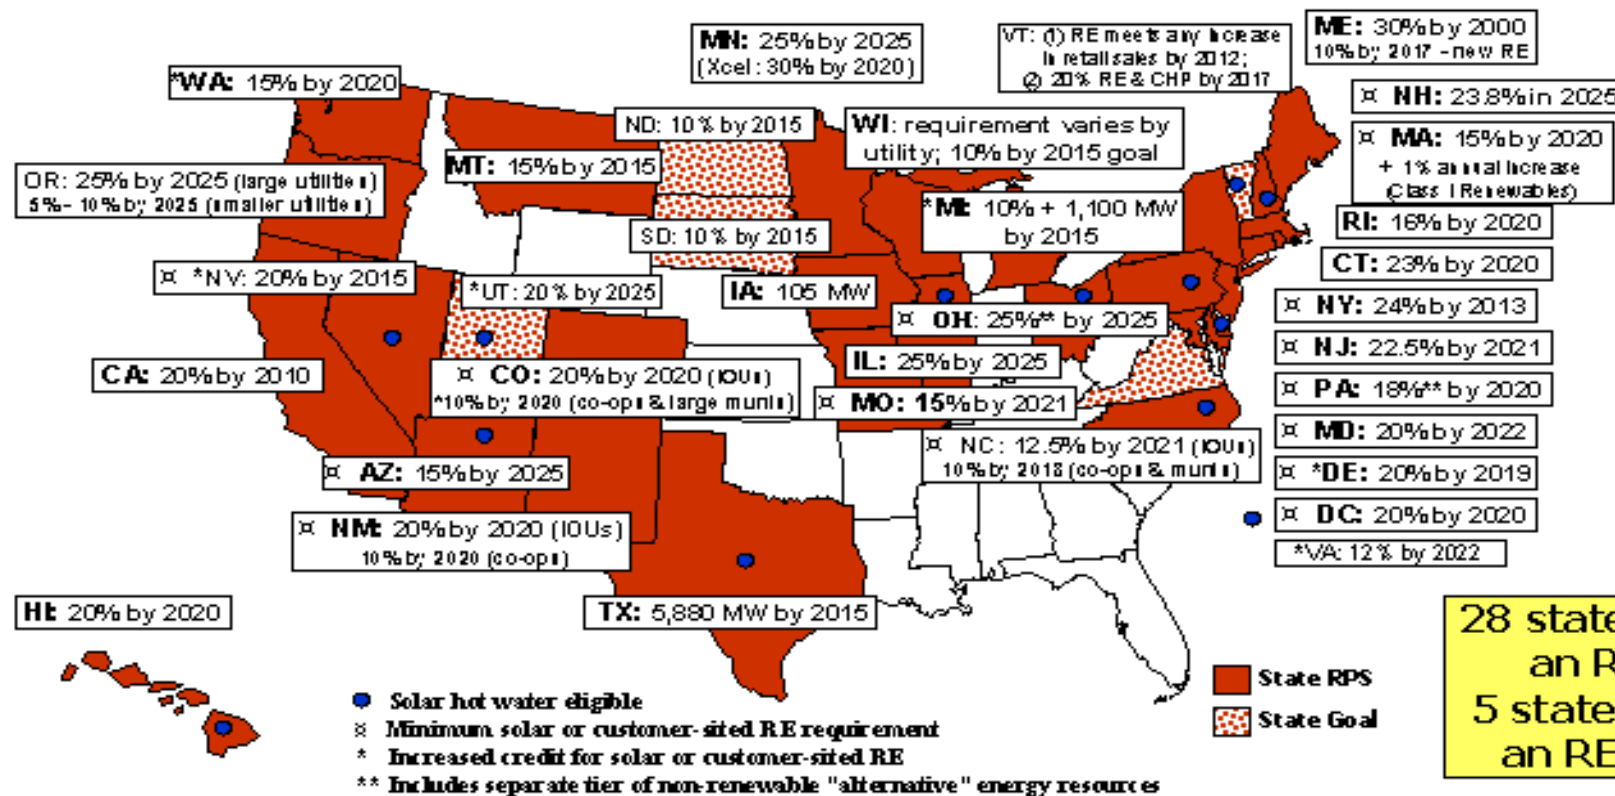 MN: 25% by 2025
(Xcel: 30% by 2020)
VT: (1) RE meets any increase
in retail sales by 2012;
(2) 20% RE & CHP by 2017
ME: 30% by 2000
10% by 2017 - new RE
*WA: 15% by 2020
¤ NH: 23.8% in 2025
ND: 10% by 2015
WI: requirement varies by
utility; 10% by 2015 goal
¤ MA: 15% by 2020
+ 1% annual increase
(Class I Renewables)
MT: 15% by 2015
OR: 25% by 2025 (large utilities)
5% - 10% by 2025 (smaller utilities)
*MI: 10% + 1,100 MW
by 2015
RI: 16% by 2020
SD: 10% by 2015
CT: 23% by 2020
¤ *NV: 20% by 2015
*UT: 20% by 2025
IA: 105 MW
¤ NY: 24% by 2013
¤ OH: 25%** by 2025
¤ NJ: 22.5% by 2021
CA: 20% by 2010
¤ CO: 20% by 2020 (IOUs)
*10% by 2020 (co-ops & large munis)
IL: 25% by 2025
¤ PA: 18%** by 2020
¤ MO: 15% by 2021
¤ MD: 20% by 2022
¤ NC: 12.5% by 2021 (IOUs)
10% by 2018 (co-ops & munis)
¤ AZ: 15% by 2025
¤ *DE: 20% by 2019
¤ NM: 20% by 2020 (IOUs)
10% by 2020 (co-ops)
¤ DC: 20% by 2020
*VA: 12% by 2022
HI: 20% by 2020
TX: 5,880 MW by 2015
28 state
an R
5 state
an RE
State RPS
State Goal
Solar hot water eligible
¤ Minimum solar or customer-sited RE requirement
* Increased credit for solar or customer-sited RE
** Includes separate tier of non-renewable "alternative" energy resources